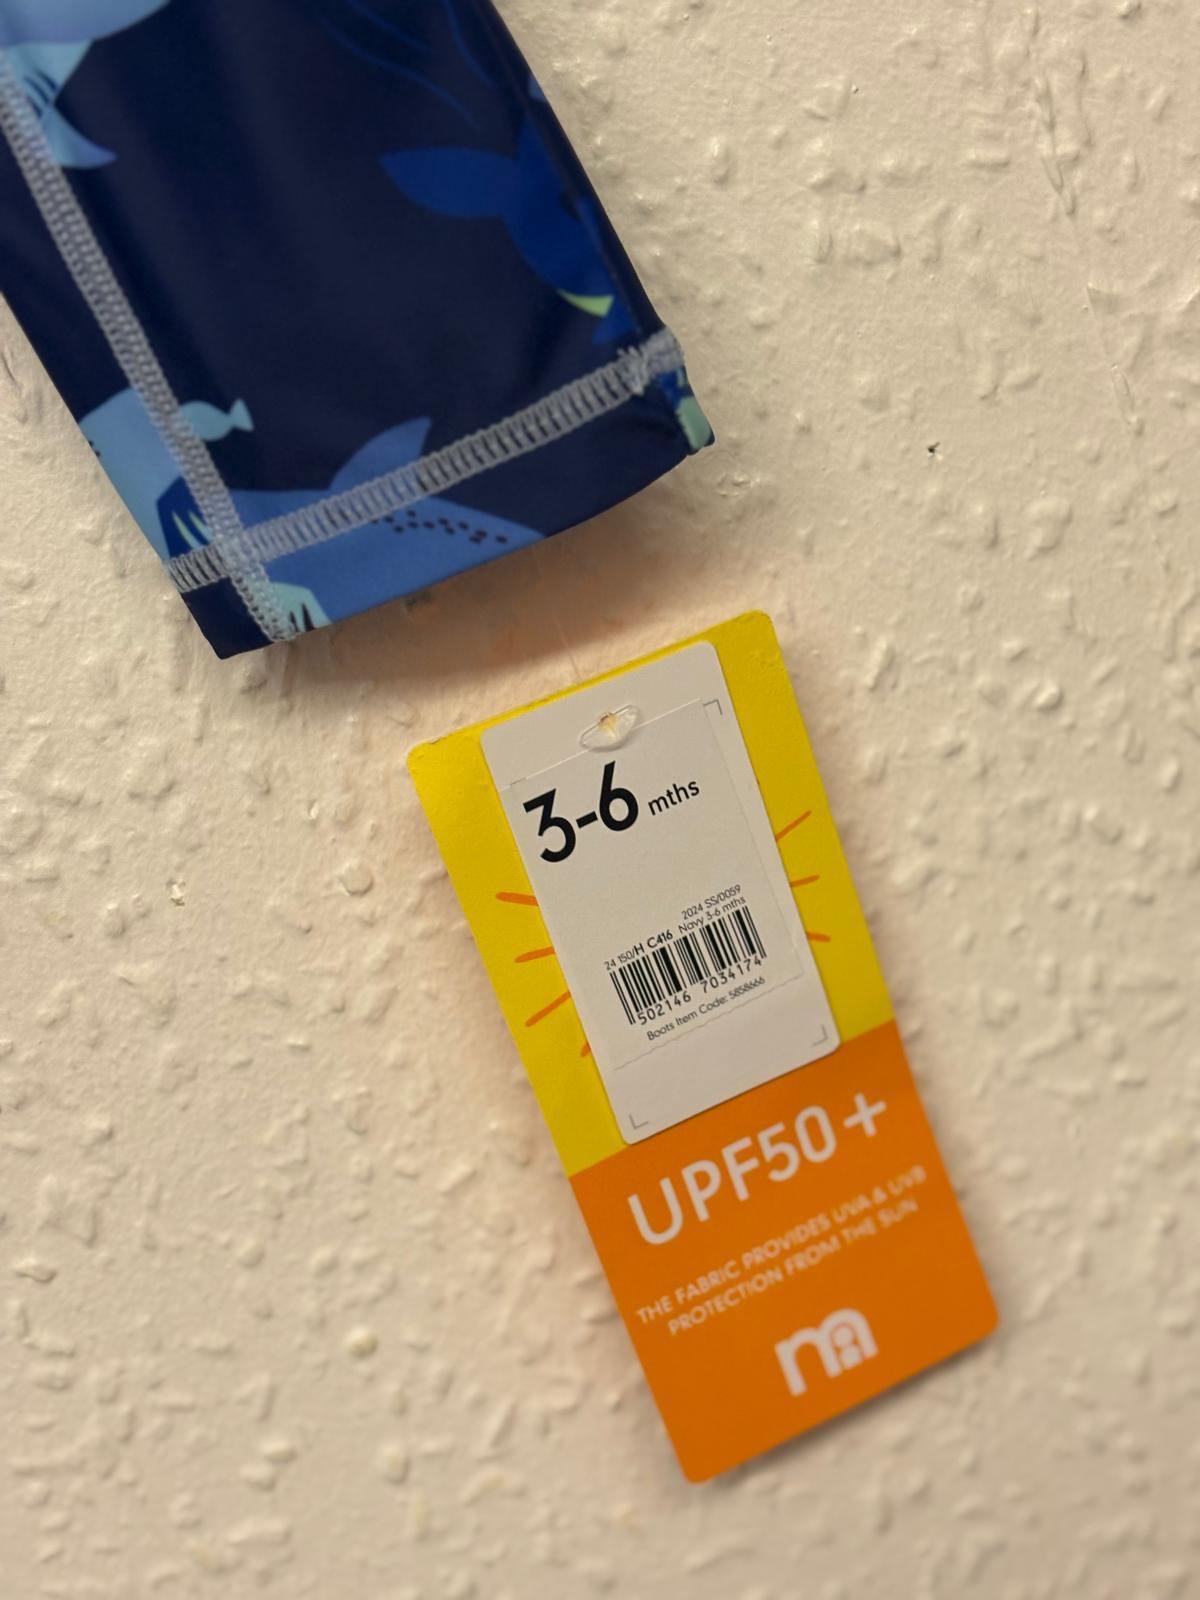 3-6 mths
2024 SS/0059
24 150/H C416 Navy 3-6 mths
502146 7034174
Boots Item Code: 5858666
UPF50+
THE FABRIC PROVIDES UVA & UVB
PROTECTION FROM THE SUN